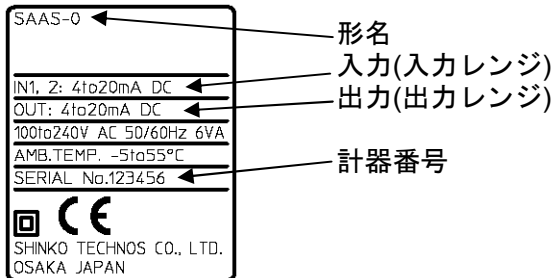 SAAS-0
形名
入力(入力レンジ)
IN1, 2: 4to20mA DC
出力(出力レンジ)
OUT: 4to20mA DC
100to240V AC 50/60Hz 6VA
AMB.TEMP. -5to55°C
計器番号
SERIAL No.123456
CE
SHINKO TECHNOS CO., LTD.
OSAKA JAPAN